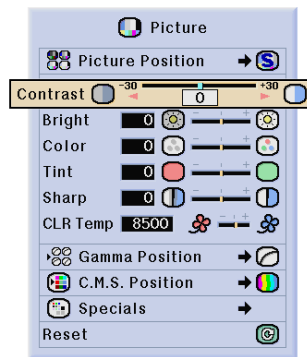 Picture
Picture Position S
Contrast -30 0 +30
Bright 0
Color 0
Tint 0
Sharp 0
CLR Temp 8500
Gamma Position
C.M.S. Position
Specials
Reset